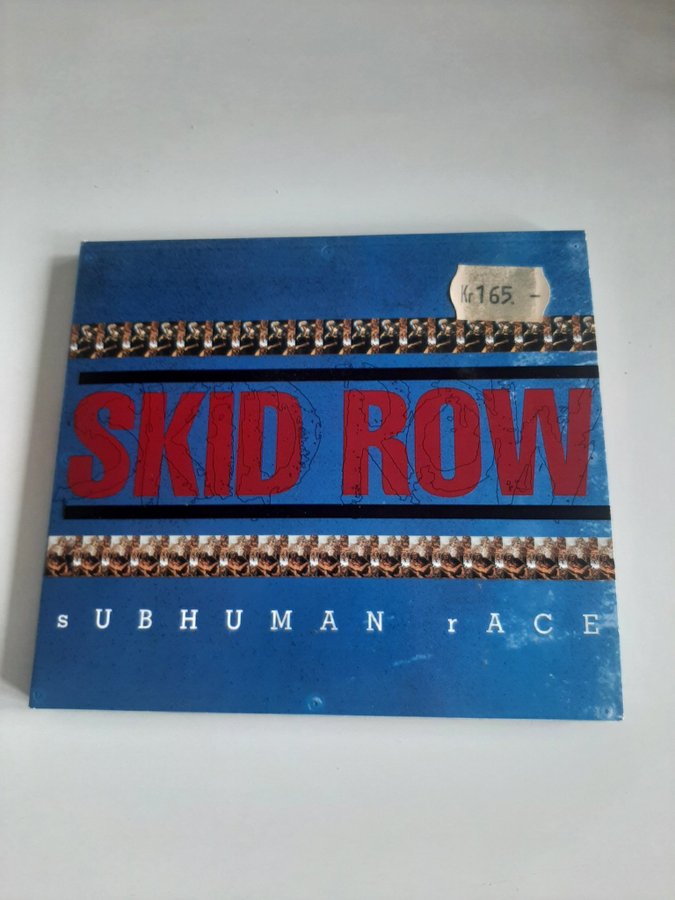 Kr 165. –
SKID ROW
sUBHUMAN rACE